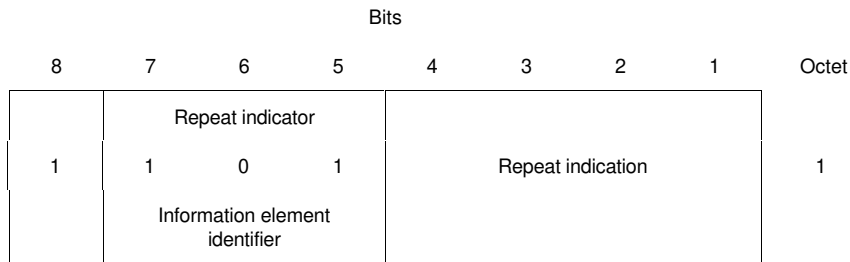 Bits
8 7 6 5 4 3 2 1 Octet
Repeat indicator
1 1 0 1 Repeat indication 1
Information element
identifier